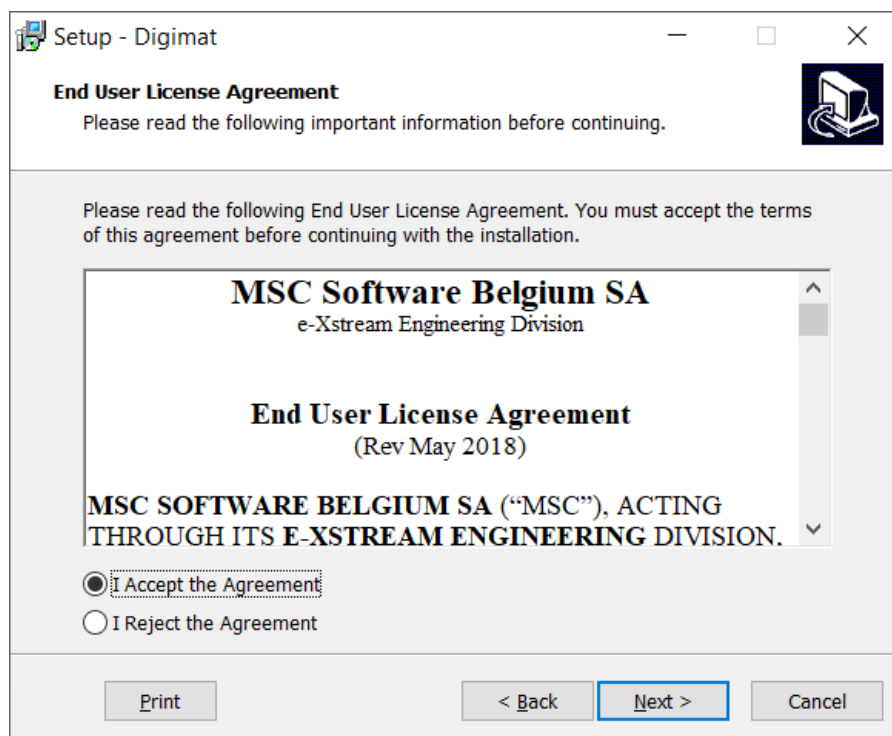 Setup - Digimat
End User License Agreement
Please read the following important information before continuing.
Please read the following End User License Agreement. You must accept the terms
of this agreement before continuing with the installation.
MSC Software Belgium SA
e-Xstream Engineering Division
End User License Agreement
(Rev May 2018)
MSC SOFTWARE BELGIUM SA (“MSC”), ACTING
THROUGH ITS E-XSTREAM ENGINEERING DIVISION.
I Accept the Agreement
I Reject the Agreement
Print
< Back
Next >
Cancel